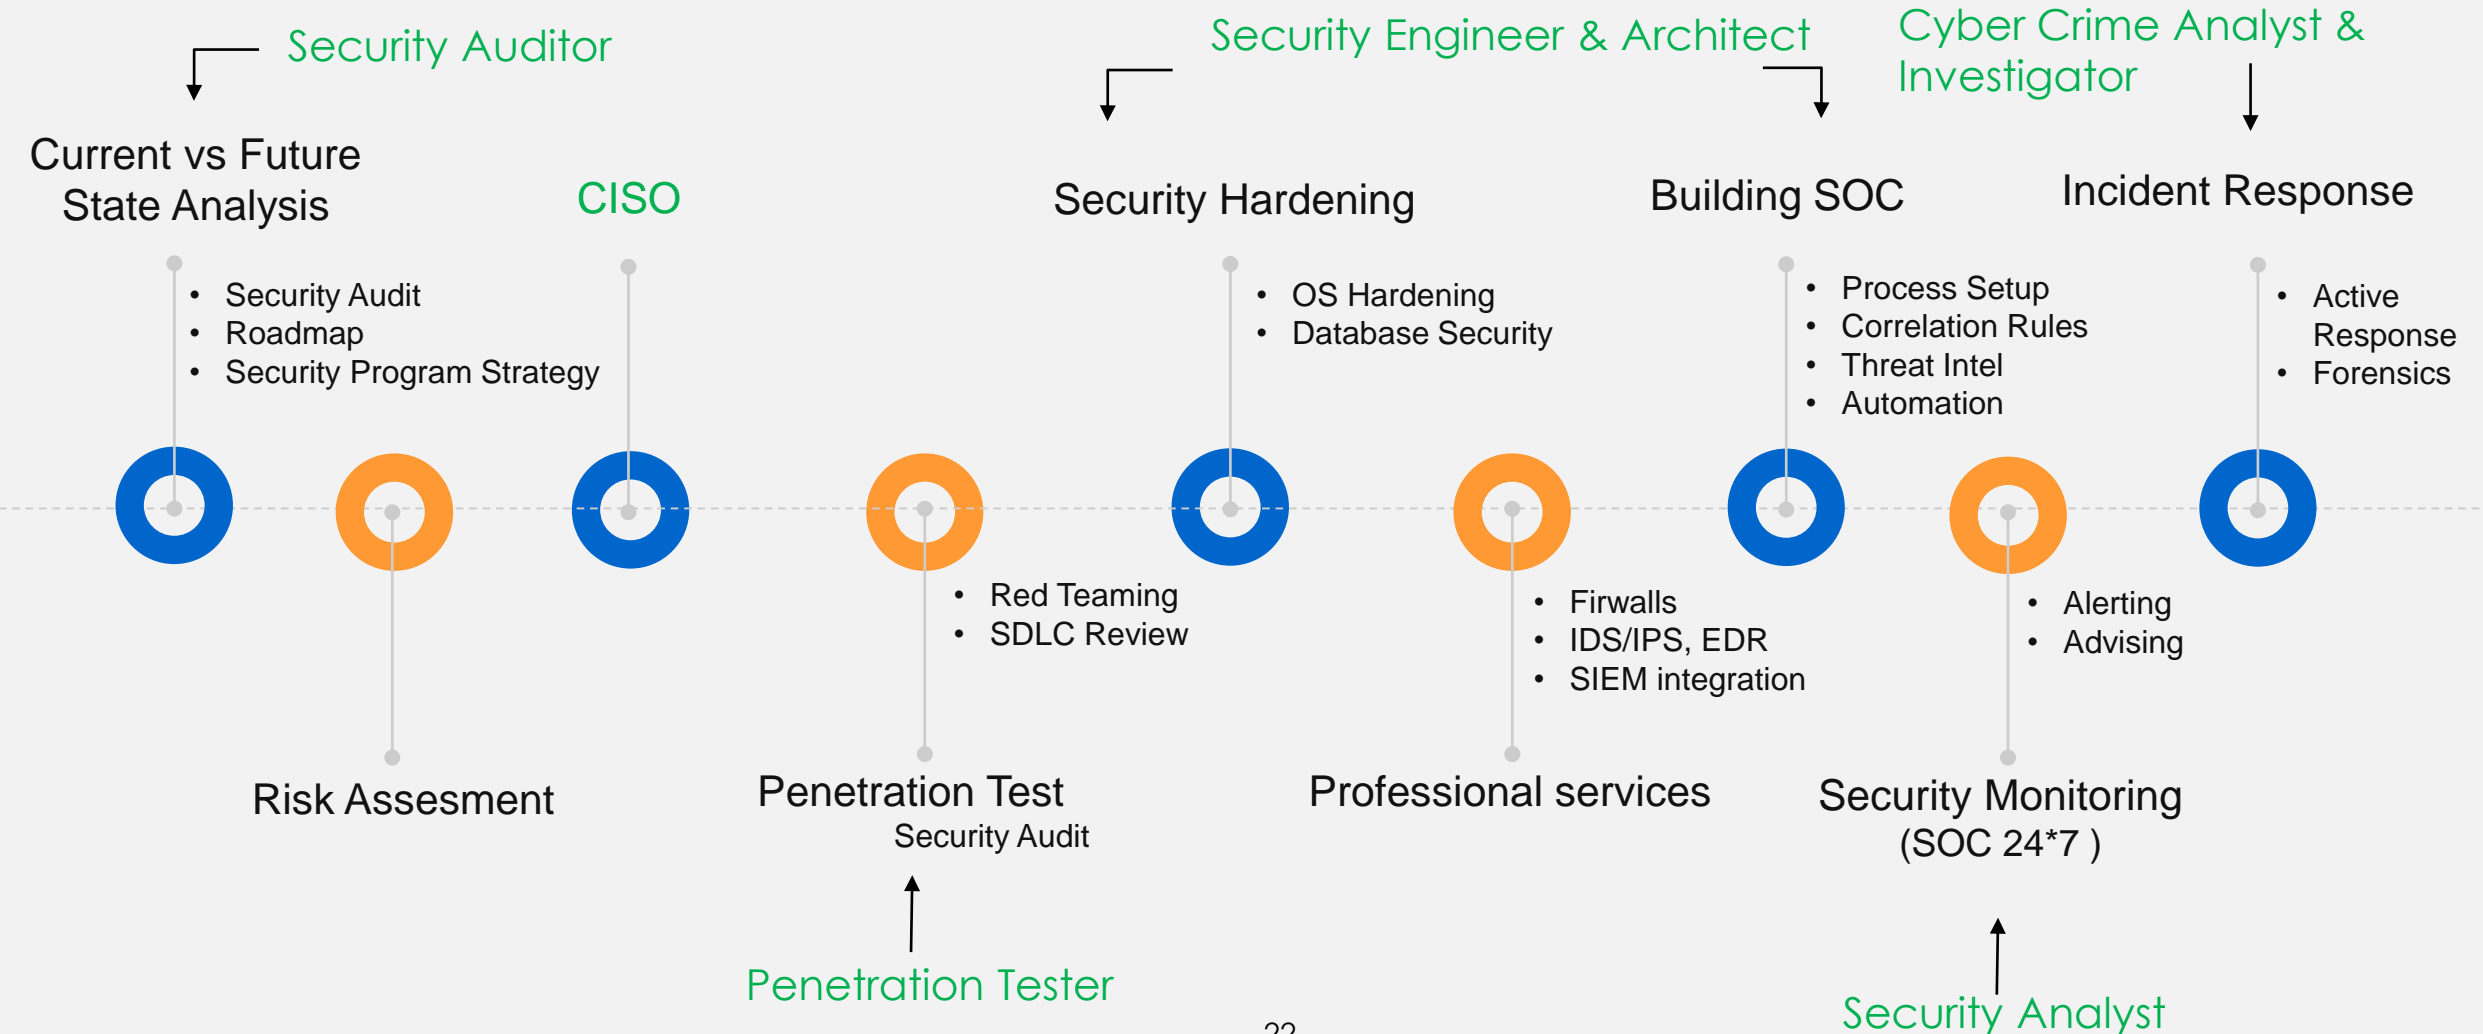 Security Auditor
Security Engineer & Architect
Cyber Crime Analyst &
Investigator
Current vs Future
State Analysis
CISO
Security Hardening
Building SOC
Incident Response
• Security Audit
• Roadmap
• Security Program Strategy
• OS Hardening
• Database Security
• Process Setup
• Correlation Rules
• Threat Intel
• Automation
• Active
Response
• Forensics
• Red Teaming
• SDLC Review
• Firwalls
• IDS/IPS, EDR
• SIEM integration
• Alerting
• Advising
Risk Assesment
Penetration Test
Security Audit
Professional services
Security Monitoring
(SOC 24*7 )
Penetration Tester
Security Analyst
22